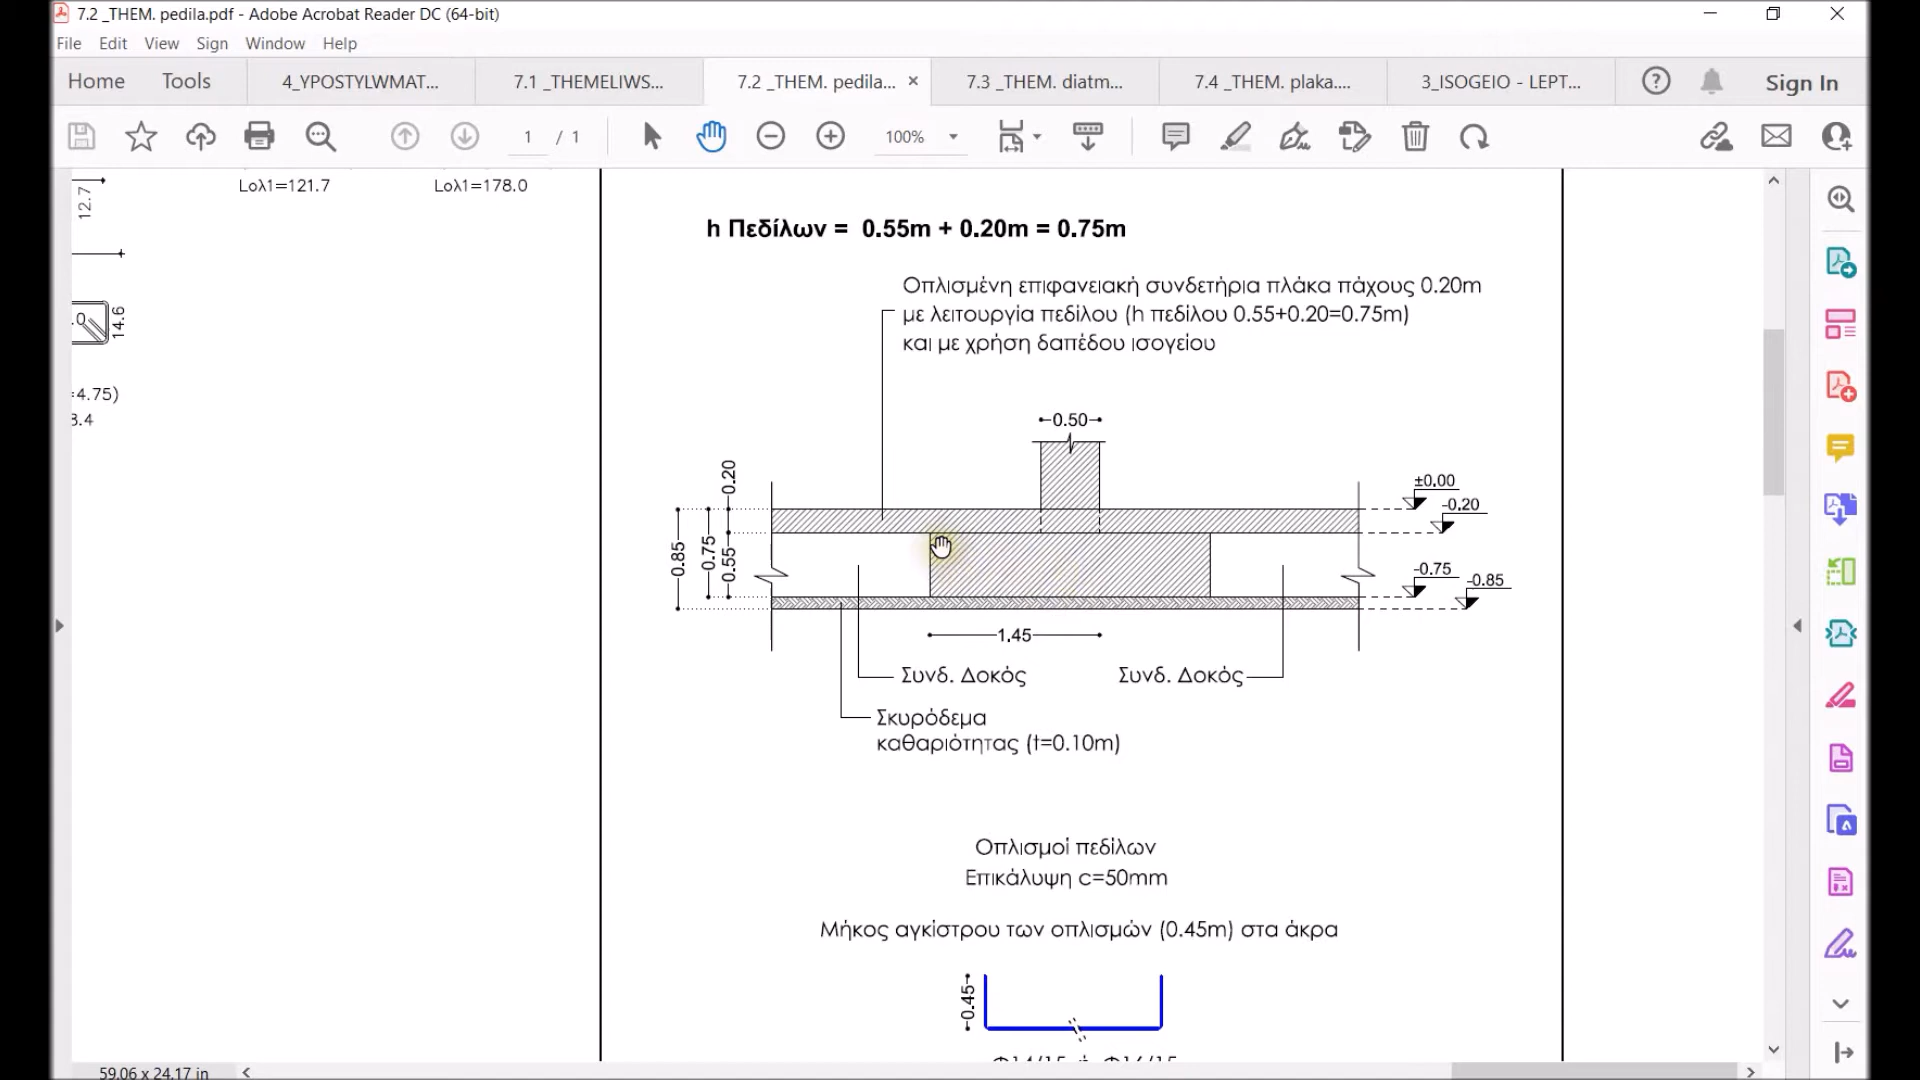 7.2 _THEM. pedila.pdf - Adobe Acrobat Reader DC (64-bit)
File Edit View Sign Window Help
Home Tools 4_YPOSTYLWMAT... 7.1 _THEMELIWS... 7.2 _THEM. pedila... 7.3 _THEM. diatm... 7.4 _THEM. plaka.... 3_ISOGEIO - LEPT... Sign In
1 / 1 100%
12.7
Lολ1=121.7 Lολ1=178.0
14.6
=4.75)
h Πεδίλων = 0.55m + 0.20m = 0.75m
Οπλισμένη επιφανειακή συνδετήρια πλάκα πάχους 0.20m
με λειτουργία πεδίλου (h πεδίλου 0.55+0.20=0.75m)
και με χρήση δαπέδου ισογείου
0.50
0.20
±0.00
-0.20
0.85
0.75
0.55
-0.75
-0.85
1.45
Συνδ. Δοκός Συνδ. Δοκός
Σκυρόδεμα
καθαριότητας (t=0.10m)
Οπλισμοί πεδίλων
Επικάλυψη c=50mm
Μήκος αγκίστρου των οπλισμών (0.45m) στα άκρα
0.45
59.06 x 24.17 in